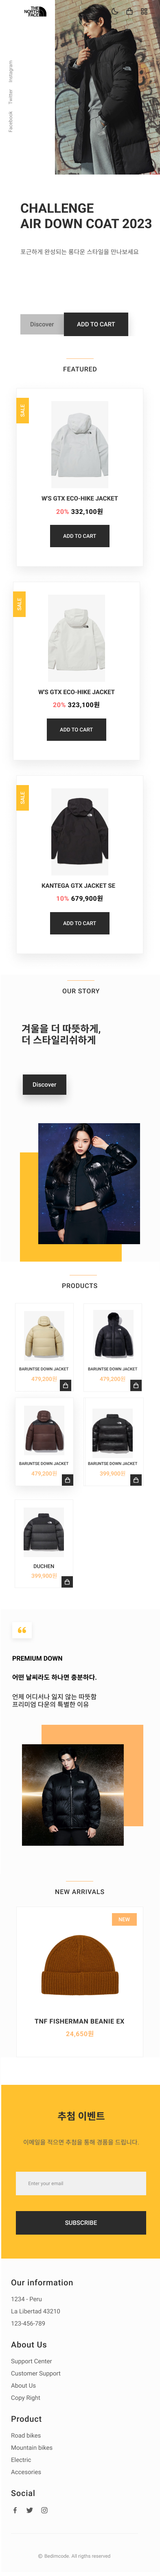 THE
NORTH
FACE
Instagram
Twitter
Facebook
CHALLENGE
AIR DOWN COAT 2023
포근하게 완성되는 롱다운 스타일을 만나보세요
Discover
ADD TO CART
FEATURED
SALE
W'S GTX ECO-HIKE JACKET
20% 332,100원
ADD TO CART
SALE
W'S GTX ECO-HIKE JACKET
20% 323,100원
ADD TO CART
SALE
KANTEGA GTX JACKET SE
10% 679,900원
ADD TO CART
OUR STORY
겨울을 더 따뜻하게,
더 스타일리쉬하게
Discover
PRODUCTS
BARUNTSE DOWN JACKET
479,200원
BARUNTSE DOWN JACKET
479,200원
BARUNTSE DOWN JACKET
479,200원
BARUNTSE DOWN JACKET
399,900원
DUCHEN
399,900원
PREMIUM DOWN
어떤 날씨라도 하나면 충분하다.
언제 어디서나 잃지 않는 따뜻함
프리미엄 다운의 특별한 이유
NEW ARRIVALS
NEW
TNF FISHERMAN BEANIE EX
24,650원
추첨 이벤트
이메일을 적으면 추첨을 통해 경품을 드립니다.
Enter your email
SUBSCRIBE
Our information
1234 - Peru
La Libertad 43210
123-456-789
About Us
Support Center
Customer Support
About Us
Copy Right
Product
Road bikes
Mountain bikes
Electric
Accesories
Social
© Bedimcode. All rigths reserved